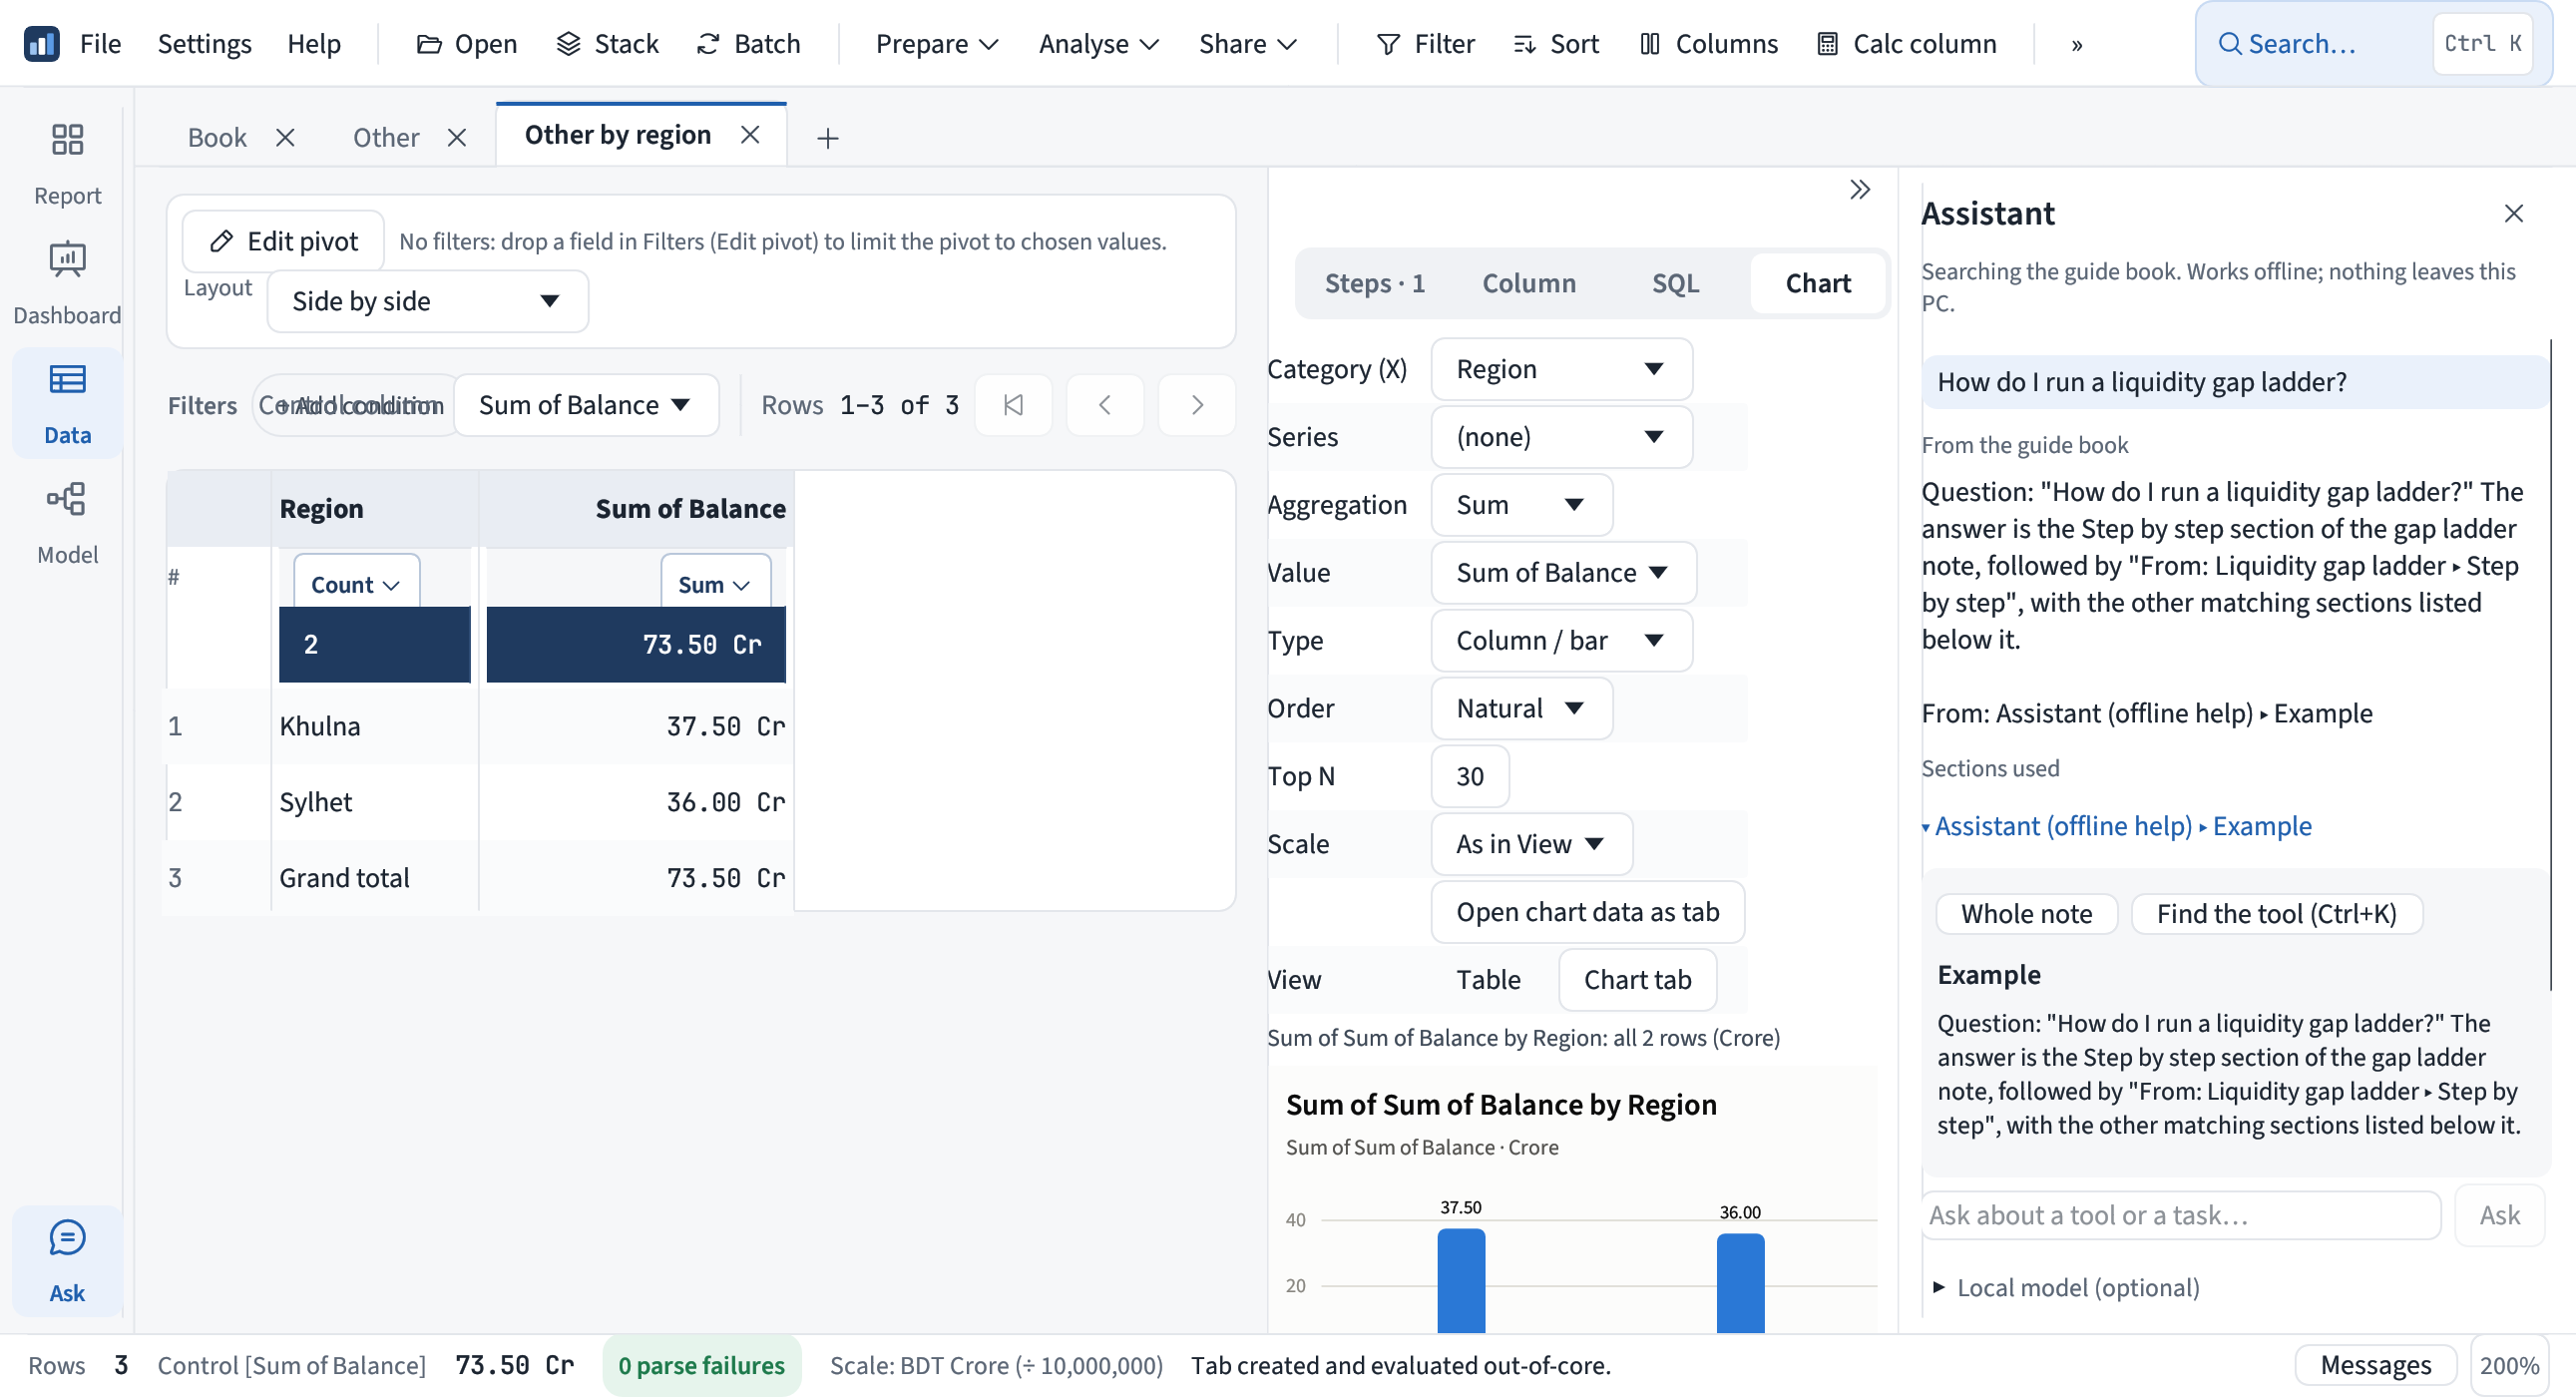 File Settings Help Open Stack Batch Prepare Analyse Share Filter Sort Columns Calc column » Search… Ctrl K
Report
Dashboard
Data
Model
Ask
Book Other Other by region
Edit pivot No filters: drop a field in Filters (Edit pivot) to limit the pivot to chosen values.
Layout Side by side
Filters + Add condition Control column Sum of Balance Rows 1–3 of 3
Region Sum of Balance
# Count Sum
2 73.50 Cr
1 Khulna 37.50 Cr
2 Sylhet 36.00 Cr
3 Grand total 73.50 Cr
Steps · 1 Column SQL Chart
Category (X) Region
Series (none)
Aggregation Sum
Value Sum of Balance
Type Column / bar
Order Natural
Top N 30
Scale As in View
Open chart data as tab
View Table Chart tab
Sum of Sum of Balance by Region: all 2 rows (Crore)
Sum of Sum of Balance by Region
Sum of Sum of Balance · Crore
37.50 36.00
40
20
Assistant
Searching the guide book. Works offline; nothing leaves this
PC.
How do I run a liquidity gap ladder?
From the guide book
Question: "How do I run a liquidity gap ladder?" The
answer is the Step by step section of the gap ladder
note, followed by "From: Liquidity gap ladder ▸ Step
by step", with the other matching sections listed
below it.
From: Assistant (offline help) ▸ Example
Sections used
▾ Assistant (offline help) ▸ Example
Whole note Find the tool (Ctrl+K)
Example
Question: "How do I run a liquidity gap ladder?" The
answer is the Step by step section of the gap ladder
note, followed by "From: Liquidity gap ladder ▸ Step by
step", with the other matching sections listed below it.
Ask about a tool or a task… Ask
▸ Local model (optional)
Rows 3 Control [Sum of Balance] 73.50 Cr 0 parse failures Scale: BDT Crore (÷ 10,000,000) Tab created and evaluated out-of-core. Messages 200%